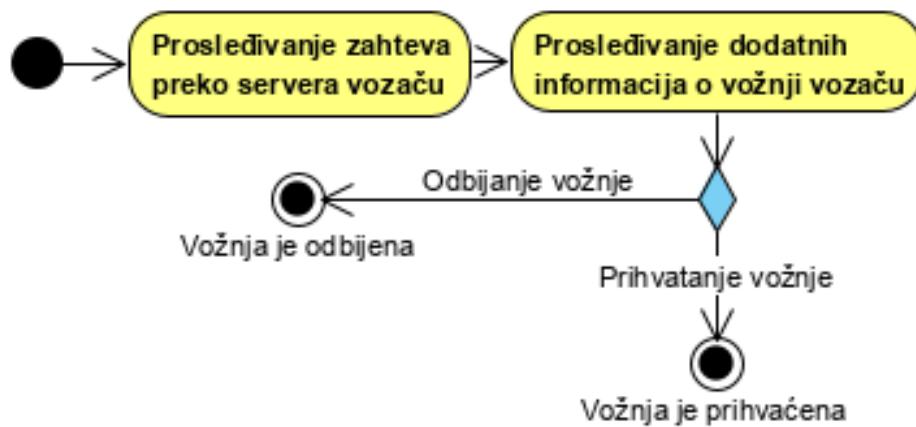 Prosleđivanje zahteva
preko servera vozaču
Prosleđivanje dodatnih
informacija o vožnji vozaču
Odbijanje vožnje
Vožnja je odbijena
Prihvatanje vožnje
Vožnja je prihvaćena